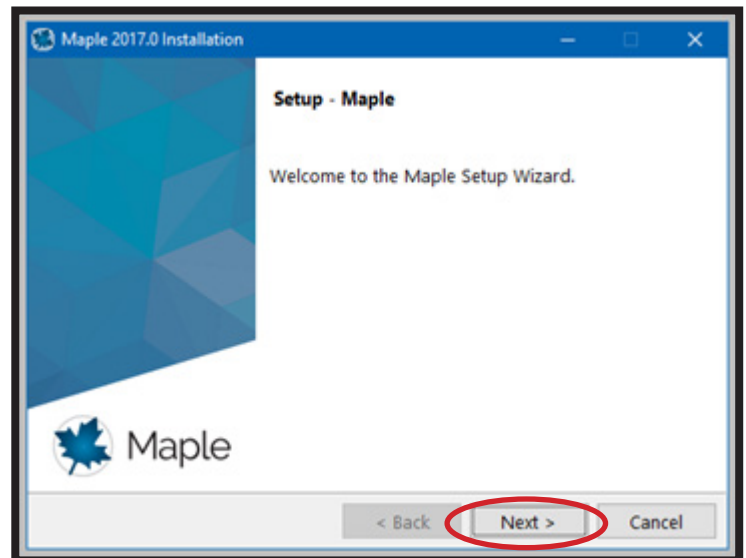 Maple 2017.0 Installation
Setup - Maple
Welcome to the Maple Setup Wizard.
Maple
< Back Next > Cancel